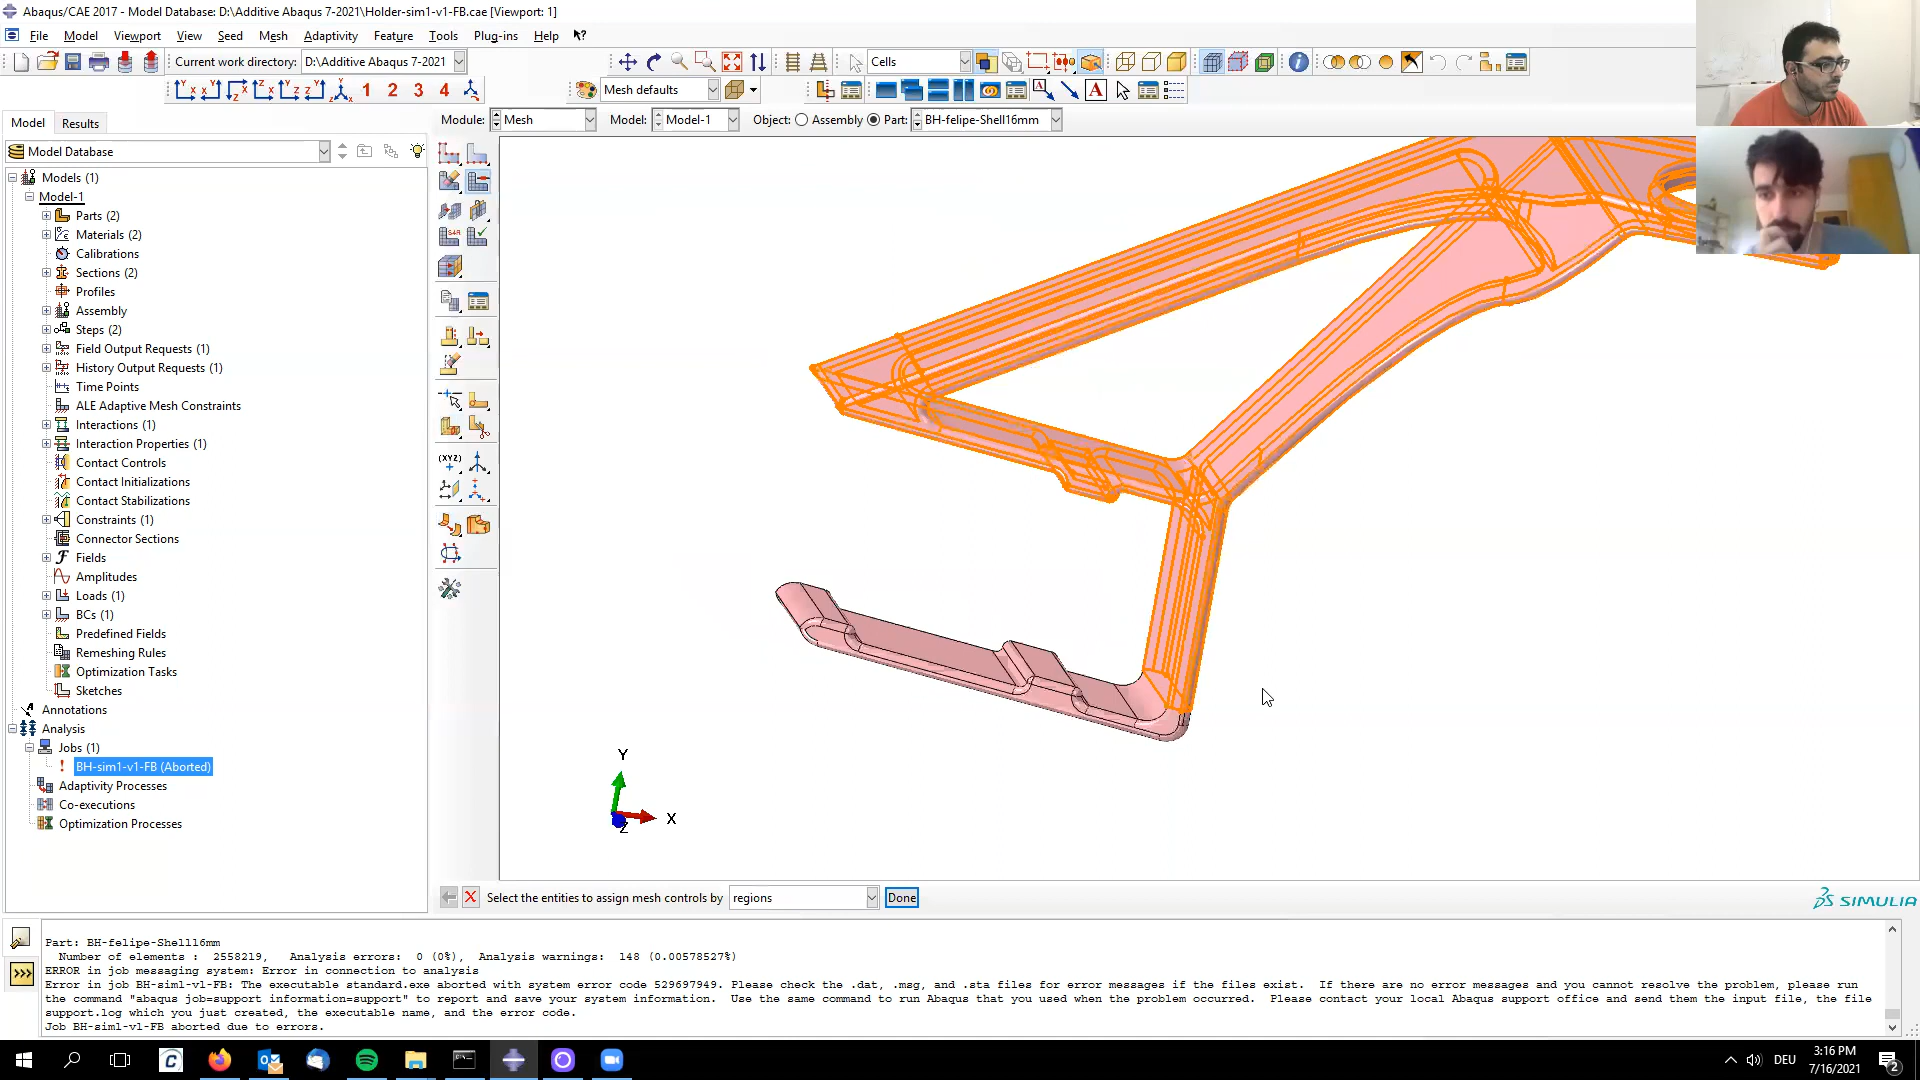 Abaqus/CAE 2017 - Model Database: D:\Additive Abaqus 7-2021\Holder-sim1-v1-FB.cae [Viewport: 1]
File Model Viewport View Seed Mesh Adaptivity Feature Tools Plug-ins Help
Current work directory: D:\Additive Abaqus 7-2021
Cells
1 2 3 4
Mesh defaults
A
Model Results
Module: Mesh Model: Model-1 Object: Assembly Part: BH-felipe-Shell16mm
Model Database
Models (1)
Model-1
Parts (2)
Materials (2)
Calibrations
Sections (2)
Profiles
Assembly
Steps (2)
Field Output Requests (1)
History Output Requests (1)
Time Points
ALE Adaptive Mesh Constraints
Interactions (1)
Interaction Properties (1)
Contact Controls
Contact Initializations
Contact Stabilizations
Constraints (1)
Connector Sections
Fields
Amplitudes
Loads (1)
BCs (1)
Predefined Fields
Remeshing Rules
Optimization Tasks
Sketches
Annotations
Analysis
Jobs (1)
BH-sim1-v1-FB (Aborted)
Adaptivity Processes
Co-executions
Optimization Processes
(XYZ)
Y
X
Z
Select the entities to assign mesh controls by regions Done
SIMULIA
Part: BH-felipe-Shell16mm
Number of elements : 2558219, Analysis errors: 0 (0%), Analysis warnings: 148 (0.00578527%)
ERROR in job messaging system: Error in connection to analysis
Error in job BH-sim1-v1-FB: The executable standard.exe aborted with system error code 529697949. Please check the .dat, .msg, and .sta files for error messages if the files exist. If there are no error messages and you cannot resolve the problem, please run
the command "abaqus job=support information=support" to report and save your system information. Use the same command to run Abaqus that you used when the problem occurred. Please contact your local Abaqus support office and send them the input file, the file
support.log which you just created, the executable name, and the error code.
Job BH-sim1-v1-FB aborted due to errors.
DEU
3:16 PM
7/16/2021
2